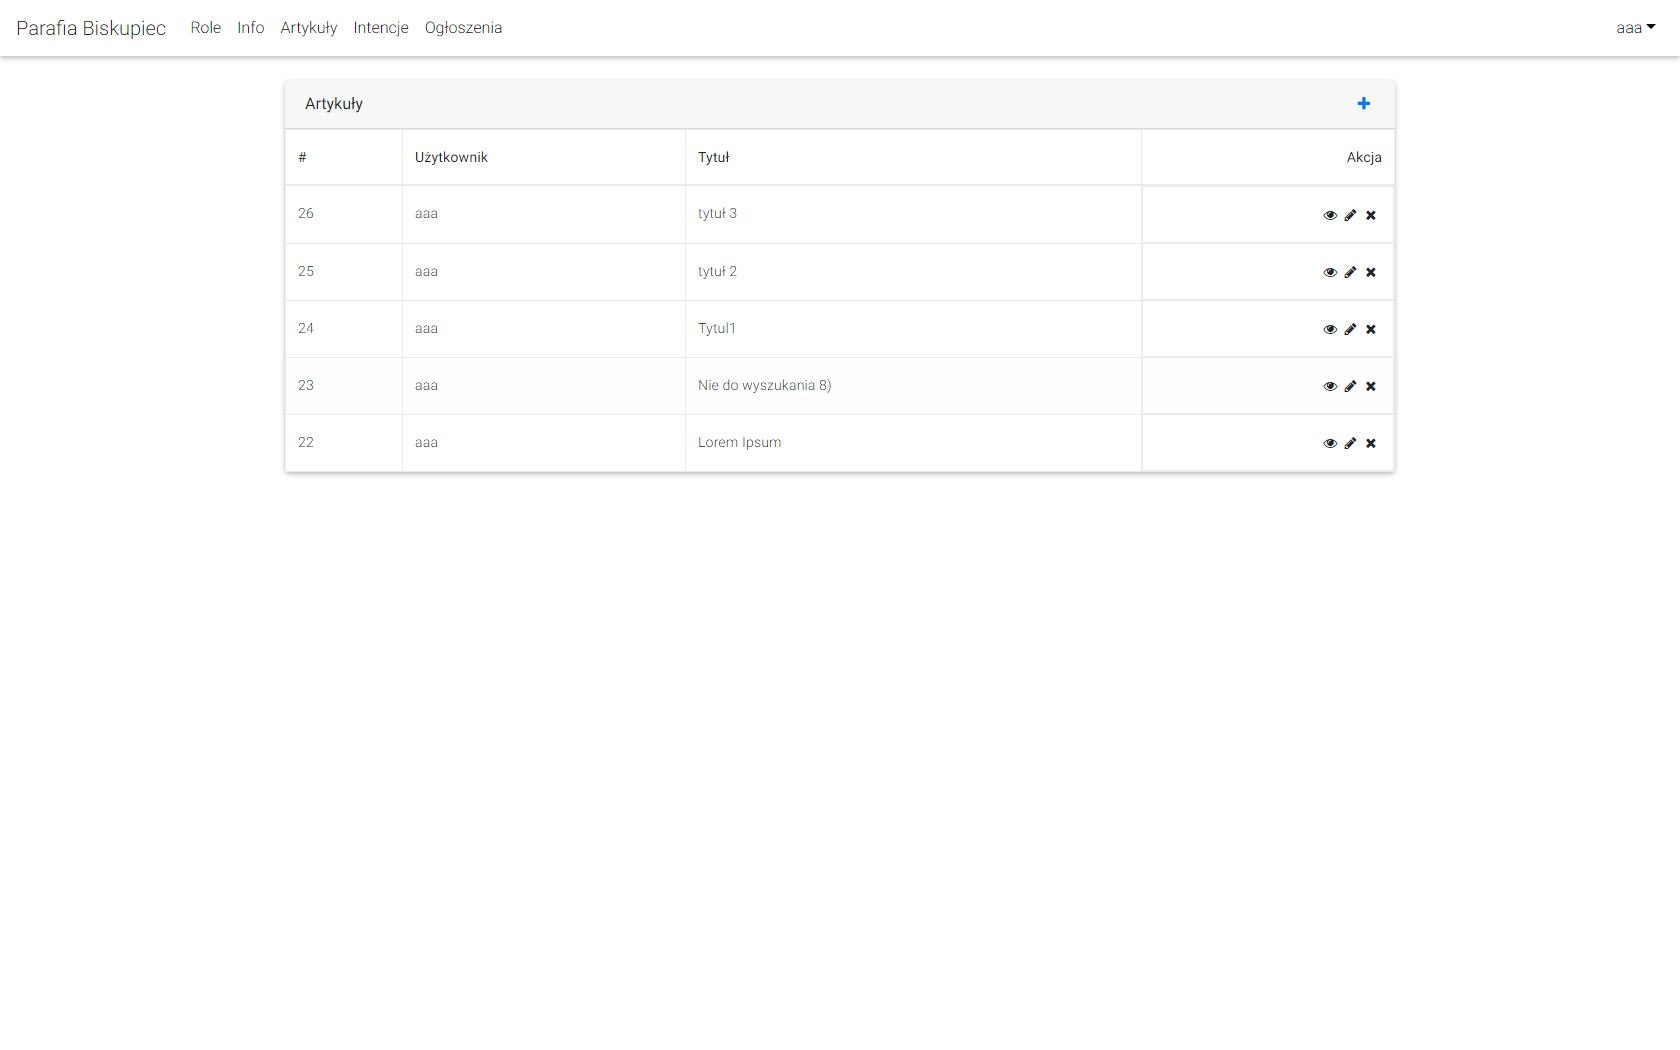 Parafia Biskupiec Role Info Artykuły Intencje Ogłoszenia aaa
Artykuły
# Użytkownik Tytuł Akcja
26 aaa tytuł 3
25 aaa tytuł 2
24 aaa Tytul1
23 aaa Nie do wyszukania 8)
22 aaa Lorem Ipsum